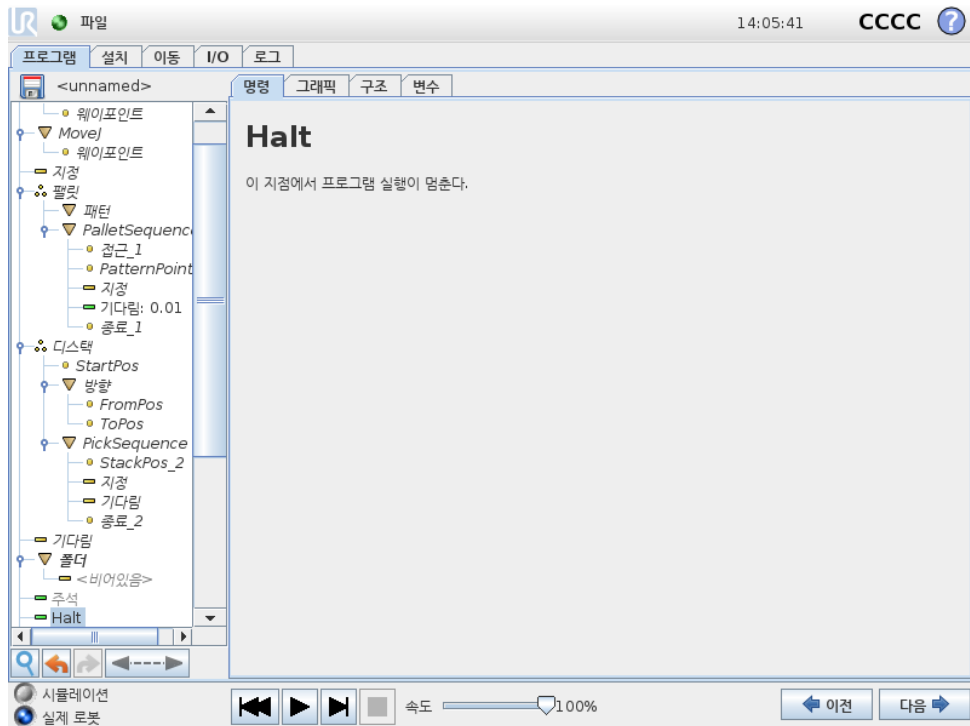 UR 파일 14:05:41 CCCC ?
프로그램 설치 이동 I/O 로그
<unnamed>
명령 그래픽 구조 변수
웨이포인트
MoveJ
웨이포인트
지정
팔릿
패턴
PalletSequenc
접근_1
PatternPoint
지정
기다림: 0.01
종료_1
디스택
StartPos
방향
FromPos
ToPos
PickSequence
StackPos_2
지정
기다림
종료_2
기다림
폴더
<비어있음>
주석
Halt
Halt
이 지점에서 프로그램 실행이 멈춘다.
시뮬레이션
실제 로봇
속도 100%
이전 다음